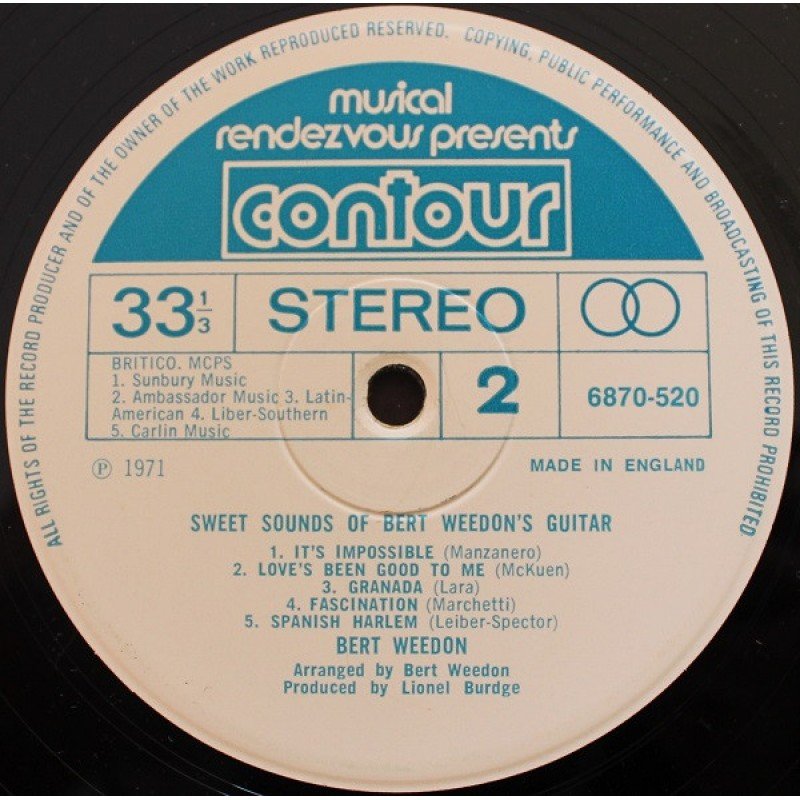 ALL RIGHTS OF THE RECORD PRODUCER AND OF THE OWNER OF THE WORK REPRODUCED RESERVED. COPYING, PUBLIC PERFORMANCE AND BROADCASTING OF THIS RECORD PROHIBITED
musical
rendezvous presents
contour
33 1/3
STEREO
BRITICO. MCPS
1. Sunbury Music
2. Ambassador Music 3. Latin-
American 4. Liber-Southern
5. Carlin Music
2
6870-520
Ⓟ 1971
MADE IN ENGLAND
SWEET SOUNDS OF BERT WEEDON'S GUITAR
1. IT'S IMPOSSIBLE (Manzanero)
2. LOVE'S BEEN GOOD TO ME (McKuen)
3. GRANADA (Lara)
4. FASCINATION (Marchetti)
5. SPANISH HARLEM (Leiber-Spector)
BERT WEEDON
Arranged by Bert Weedon
Produced by Lionel Burdge